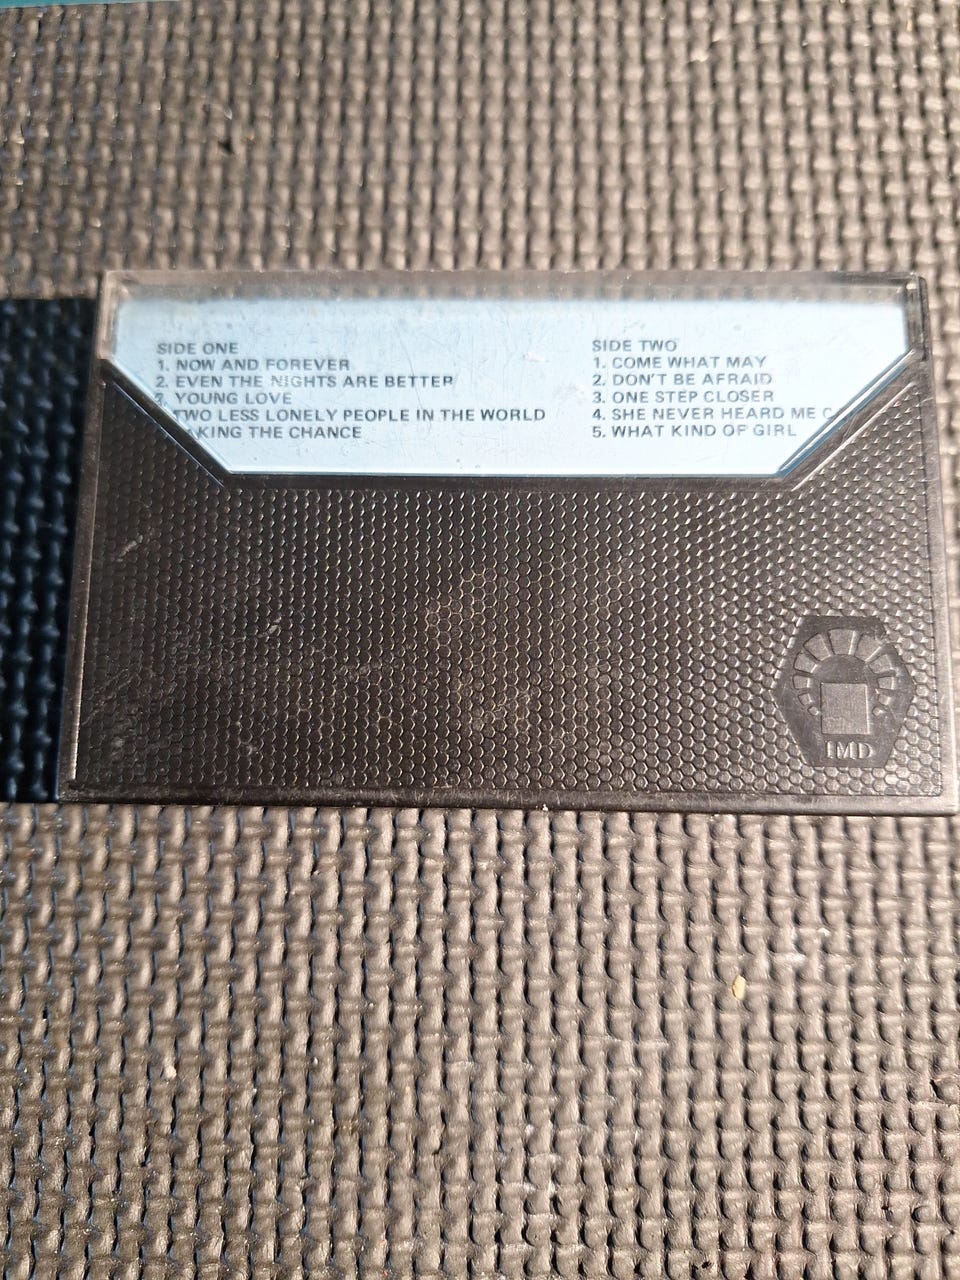 SIDE ONE
1. NOW AND FOREVER
2. EVEN THE NIGHTS ARE BETTER
3. YOUNG LOVE
TWO LESS LONELY PEOPLE IN THE WORLD
AKING THE CHANCE
SIDE TWO
1. COME WHAT MAY
2. DON'T BE AFRAID
3. ONE STEP CLOSER
4. SHE NEVER HEARD ME C
5. WHAT KIND OF GIRL
IMD